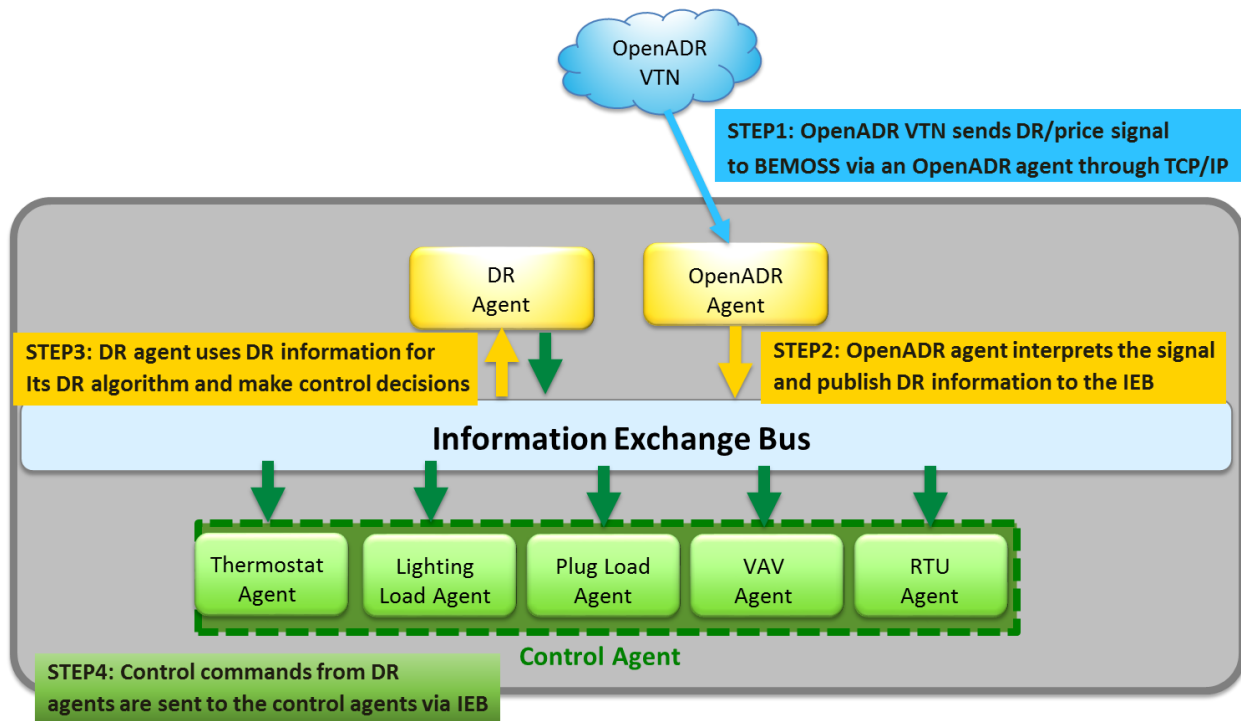 OpenADR
VTN
STEP1: OpenADR VTN sends DR/price signal
to BEMOSS via an OpenADR agent through TCP/IP
DR
Agent
OpenADR
Agent
STEP3: DR agent uses DR information for
Its DR algorithm and make control decisions
STEP2: OpenADR agent interprets the signal
and publish DR information to the IEB
Information Exchange Bus
Thermostat
Agent
Lighting
Load Agent
Plug Load
Agent
VAV
Agent
RTU
Agent
Control Agent
STEP4: Control commands from DR
agents are sent to the control agents via IEB